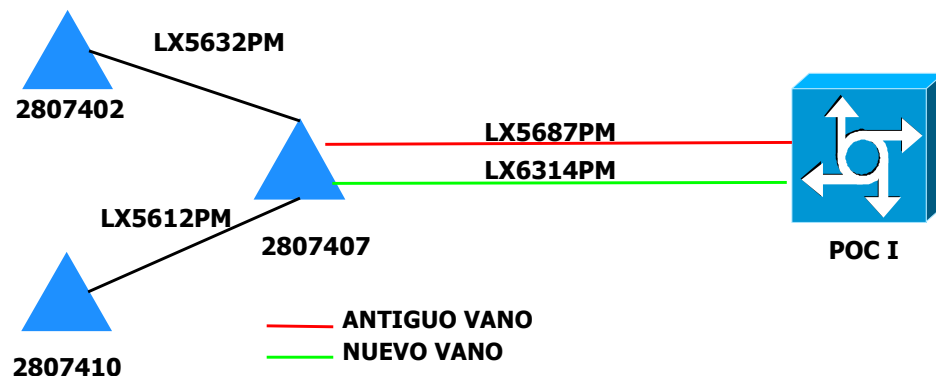 LX5632PM
2807402
LX5687PM
LX6314PM
LX5612PM
2807407
POC I
ANTIGUO VANO
NUEVO VANO
2807410